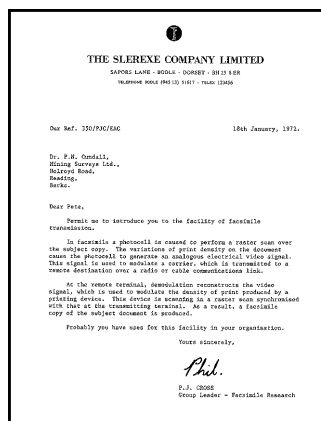 THE SLEREXE COMPANY LIMITED
SAPORS LANE - BOOLE - DORSET - BH 25 8 ER
TELEPHONE BOOLE (945 13) 51617 - TELEX 123456
Our Ref. 350/PJC/EAC
18th January, 1972.
Dr. P.N. Cundall,
Mining Surveys Ltd.,
Holroyd Road,
Reading,
Berks.
Dear Pete,
Permit me to introduce you to the facility of facsimile
transmission.
In facsimile a photocell is caused to perform a raster scan over
the subject copy. The variations of print density on the document
cause the photocell to generate an analogous electrical video signal.
This signal is used to modulate a carrier, which is transmitted to a
remote destination over a radio or cable communications link.
At the remote terminal, demodulation reconstructs the video
signal, which is used to modulate the density of print produced by a
printing device. This device is scanning in a raster scan synchronised
with that at the transmitting terminal. As a result, a facsimile
copy of the subject document is produced.
Probably you have uses for this facility in your organisation.
Yours sincerely,
Phil.
P.J. CROSS
Group Leader - Facsimile Research